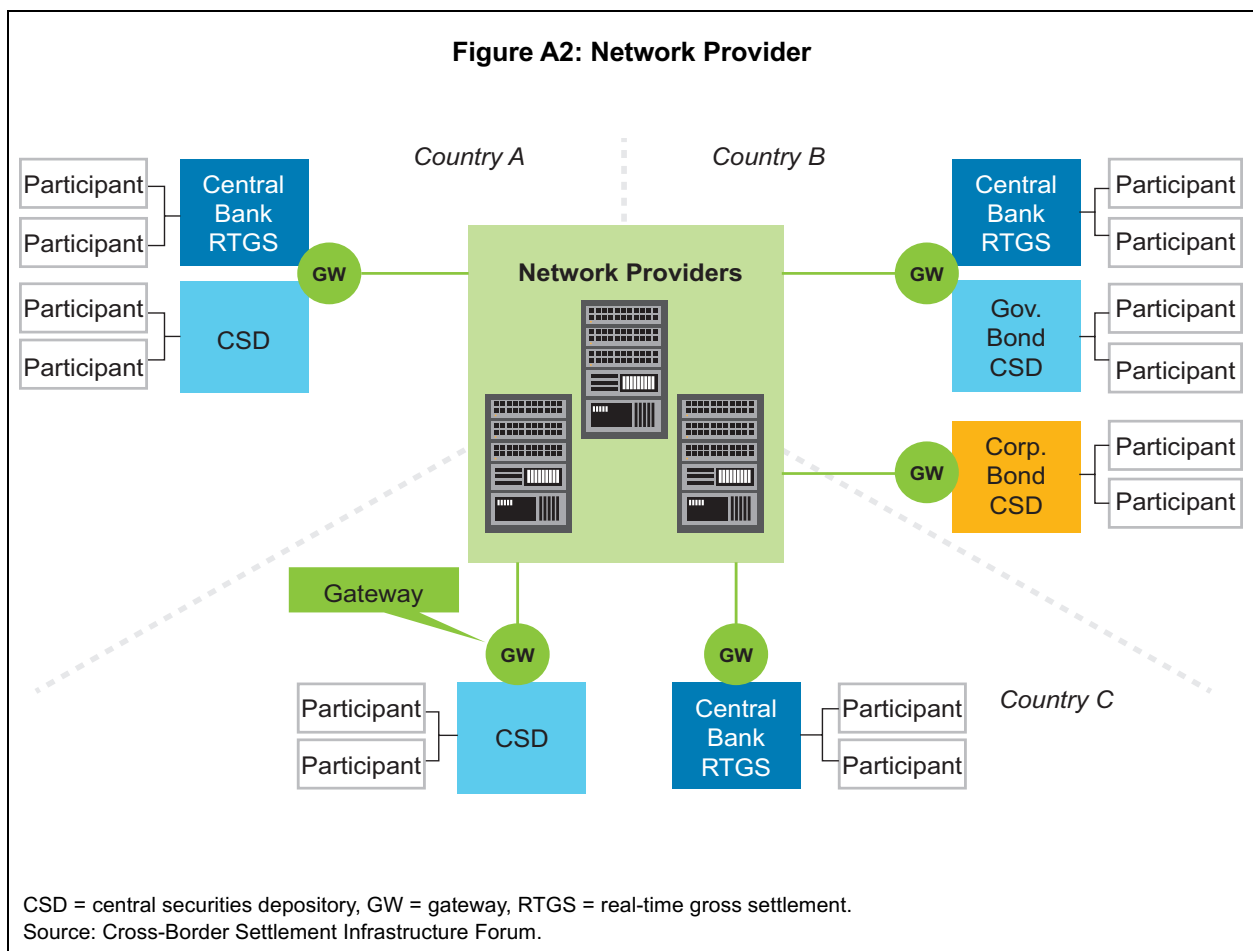 Figure A2: Network Provider
Country A
Country B
Participant
Participant
Central
Bank
RTGS
GW
Participant
Participant
CSD
Network Providers
GW
Central
Bank
RTGS
Participant
Participant
Gov.
Bond
CSD
Participant
Participant
GW
Corp.
Bond
CSD
Participant
Participant
Gateway
GW
Participant
Participant
CSD
GW
Central
Bank
RTGS
Participant
Participant
Country C
CSD = central securities depository, GW = gateway, RTGS = real-time gross settlement.
Source: Cross-Border Settlement Infrastructure Forum.